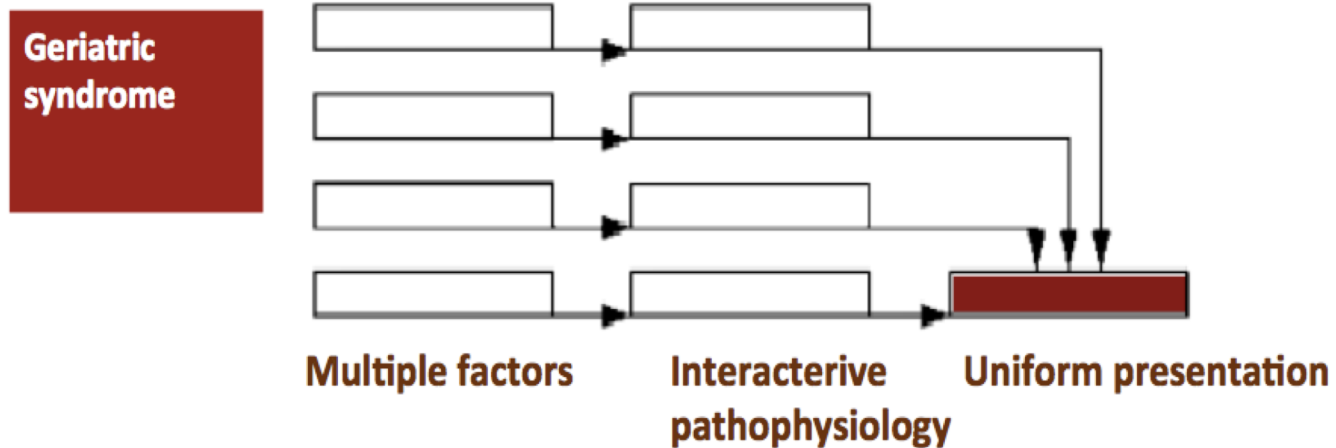 Geriatric
syndrome
Multiple factors
Interacterive
pathophysiology
Uniform presentation